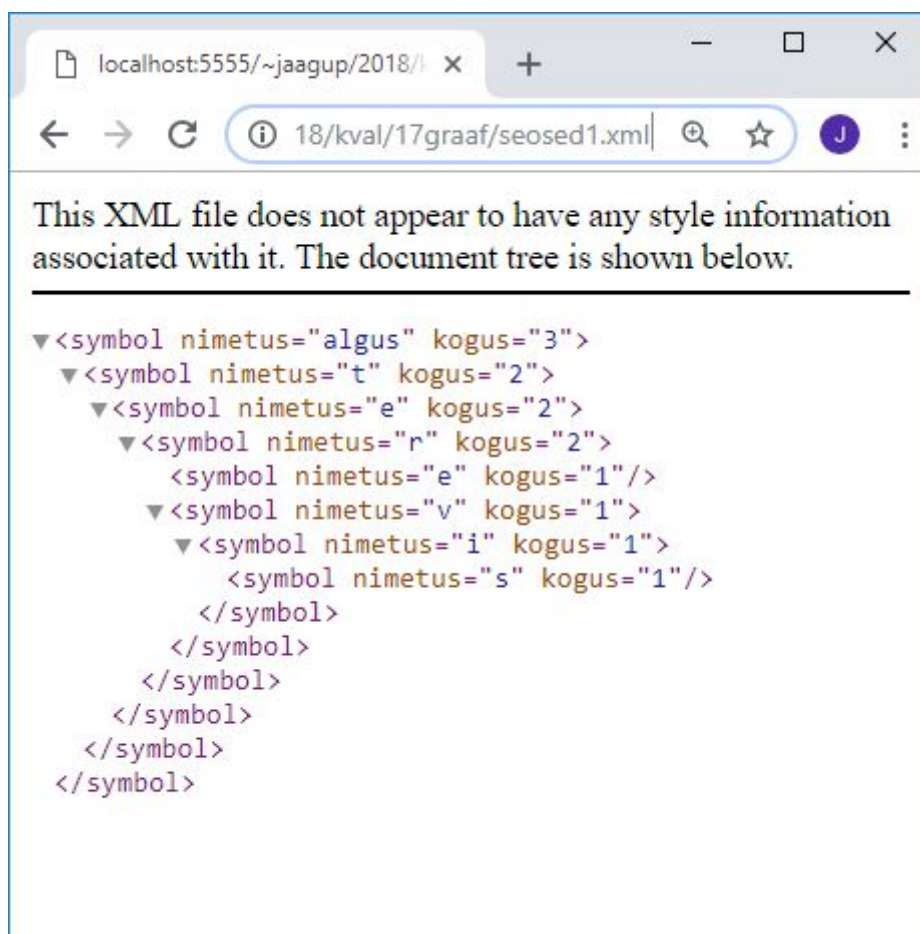 localhost:5555/~jaagup/2018/
18/kval/17graaf/seosed1.xml
J
This XML file does not appear to have any style information
associated with it. The document tree is shown below.
▼<symbol nimetus="algus" kogus="3">
▼<symbol nimetus="t" kogus="2">
▼<symbol nimetus="e" kogus="2">
▼<symbol nimetus="r" kogus="2">
<symbol nimetus="e" kogus="1"/>
▼<symbol nimetus="v" kogus="1">
▼<symbol nimetus="i" kogus="1">
<symbol nimetus="s" kogus="1"/>
</symbol>
</symbol>
</symbol>
</symbol>
</symbol>
</symbol>